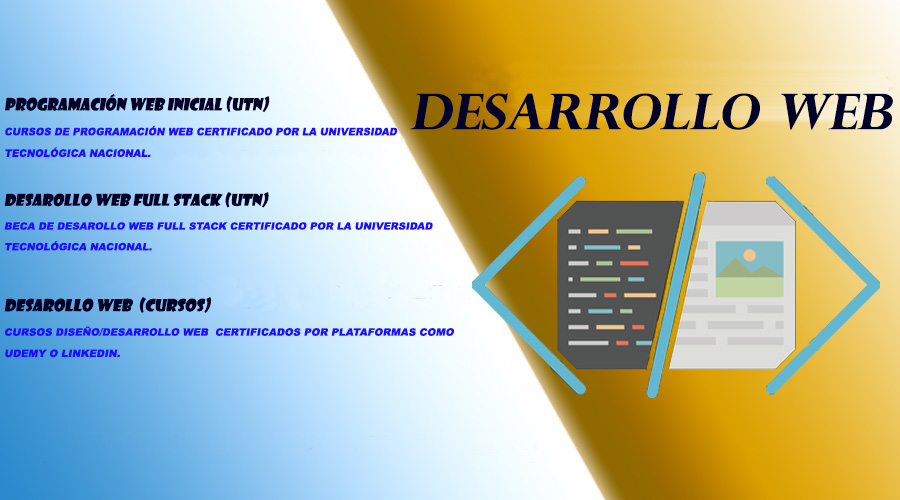 PROGRAMACIÓN WEB INICIAL (UTN)
CURSOS DE PROGRAMACIÓN WEB CERTIFICADO POR LA UNIVERSIDAD
TECNOLÓGICA NACIONAL.
DESAROLLO WEB FULL STACK (UTN)
BECA DE DESAROLLO WEB FULL STACK CERTIFICADO POR LA UNIVERSIDAD
TECNOLÓGICA NACIONAL.
DESAROLLO WEB (CURSOS)
CURSOS DISEÑO/DESARROLLO WEB CERTIFICADOS POR PLATAFORMAS COMO
UDEMY O LINKEDIN.
DESARROLLO WEB